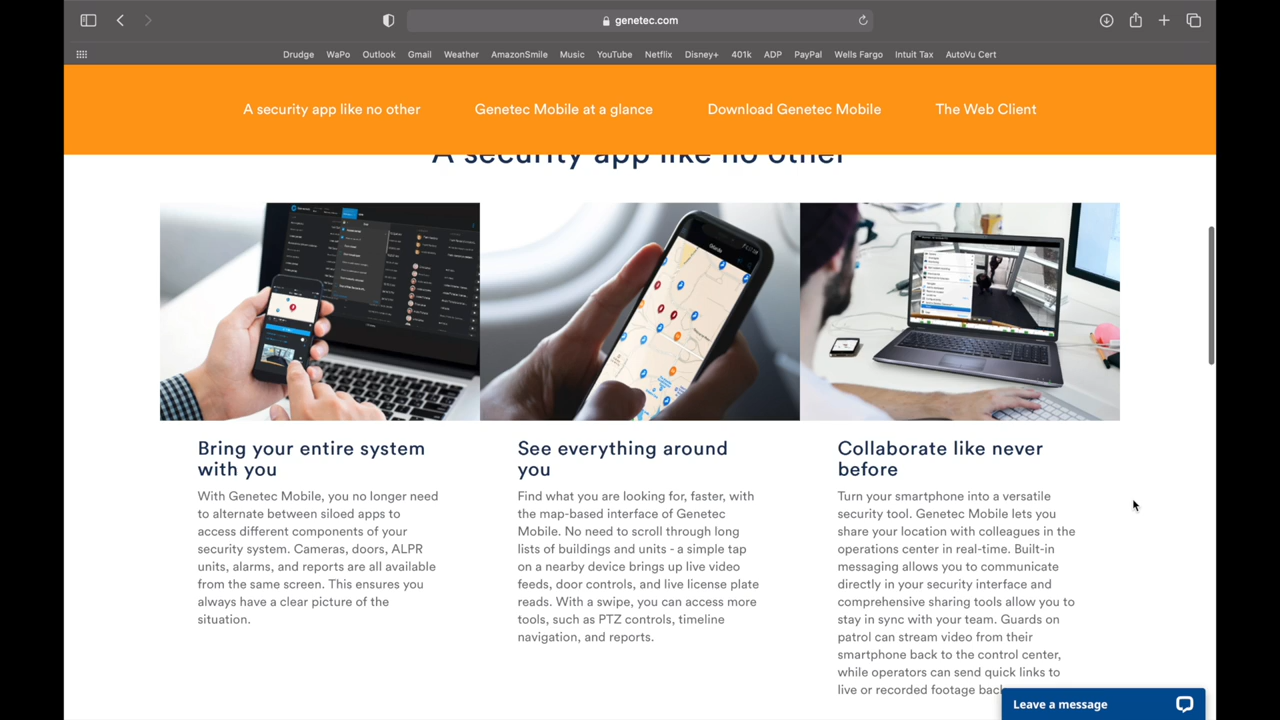 genetec.com
Drudge WaPo Outlook Gmail Weather AmazonSmile Music YouTube Netflix Disney+ 401k ADP PayPal Wells Fargo Intuit Tax AutoVu Cert
A security app like no other Genetec Mobile at a glance Download Genetec Mobile The Web Client
A security app like no other
Bring your entire system
with you
With Genetec Mobile, you no longer need
to alternate between siloed apps to
access different components of your
security system. Cameras, doors, ALPR
units, alarms, and reports are all available
from the same screen. This ensures you
always have a clear picture of the
situation.
See everything around
you
Find what you are looking for, faster, with
the map-based interface of Genetec
Mobile. No need to scroll through long
lists of buildings and units - a simple tap
on a nearby device brings up live video
feeds, door controls, and live license plate
reads. With a swipe, you can access more
tools, such as PTZ controls, timeline
navigation, and reports.
Collaborate like never
before
Turn your smartphone into a versatile
security tool. Genetec Mobile lets you
share your location with colleagues in the
operations center in real-time. Built-in
messaging allows you to communicate
directly in your security interface and
comprehensive sharing tools allow you to
stay in sync with your team. Guards on
patrol can stream video from their
smartphone back to the control center,
while operators can send quick links to
live or recorded footage back
Leave a message